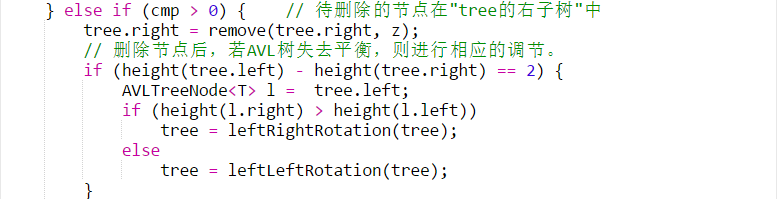 } else if (cmp > 0) {    // 待删除的节点在"tree的右子树"中
tree.right = remove(tree.right, z);
// 删除节点后，若AVL树失去平衡，则进行相应的调节。
if (height(tree.left) - height(tree.right) == 2) {
AVLTreeNode<T> l =  tree.left;
if (height(l.right) > height(l.left))
tree = leftRightRotation(tree);
else
tree = leftLeftRotation(tree);
}